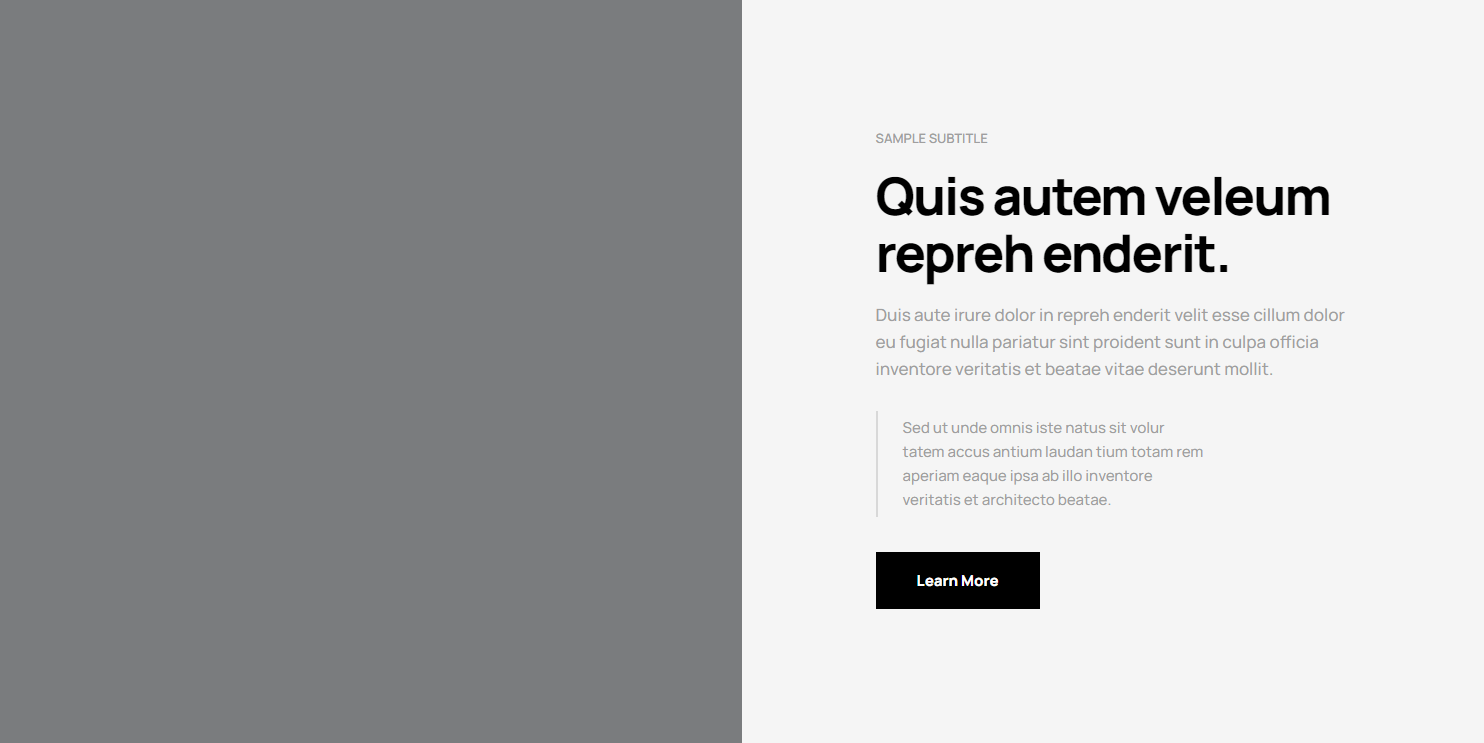 SAMPLE SUBTITLE
Quis autem veleum
repreh enderit.
Duis aute irure dolor in repreh enderit velit esse cillum dolor
eu fugiat nulla pariatur sint proident sunt in culpa officia
inventore veritatis et beatae vitae deserunt mollit.
Sed ut unde omnis iste natus sit volur
tatem accus antium laudan tium totam rem
aperiam eaque ipsa ab illo inventore
veritatis et architecto beatae.
Learn More